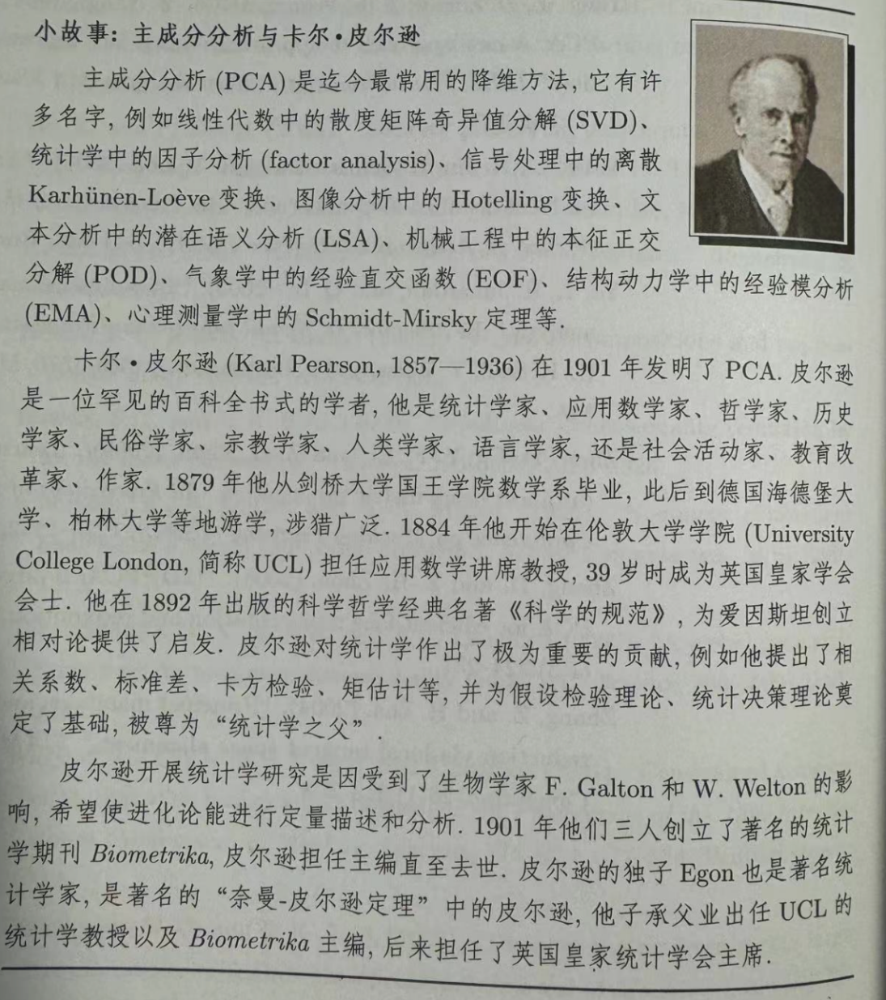 小故事: 主成分分析与卡尔·皮尔逊
主成分分析 (PCA) 是迄今最常用的降维方法, 它有许
多名字, 例如线性代数中的散度矩阵奇异值分解 (SVD)、
统计学中的因子分析 (factor analysis)、信号处理中的离散
Karhünen-Loève 变换、图像分析中的 Hotelling 变换、文
本分析中的潜在语义分析 (LSA)、机械工程中的本征正交
分解 (POD)、气象学中的经验直交函数 (EOF)、结构动力学中的经验模分析
(EMA)、心理测量学中的 Schmidt-Mirsky 定理等.
卡尔·皮尔逊 (Karl Pearson, 1857—1936) 在 1901 年发明了 PCA. 皮尔逊
是一位罕见的百科全书式的学者, 他是统计学家、应用数学家、哲学家、历史
学家、民俗学家、宗教学家、人类学家、语言学家, 还是社会活动家、教育改
革家、作家. 1879 年他从剑桥大学国王学院数学系毕业, 此后到德国海德堡大
学、柏林大学等地游学, 涉猎广泛. 1884 年他开始在伦敦大学学院 (University
College London, 简称 UCL) 担任应用数学讲席教授, 39 岁时成为英国皇家学会
会士. 他在 1892 年出版的科学哲学经典名著《科学的规范》, 为爱因斯坦创立
相对论提供了启发. 皮尔逊对统计学作出了极为重要的贡献, 例如他提出了相
关系数、标准差、卡方检验、矩估计等, 并为假设检验理论、统计决策理论奠
定了基础, 被尊为“统计学之父”.
皮尔逊开展统计学研究是因受到了生物学家 F. Galton 和 W. Welton 的影
响, 希望使进化论能进行定量描述和分析. 1901 年他们三人创立了著名的统计
学期刊 Biometrika, 皮尔逊担任主编直至去世. 皮尔逊的独子 Egon 也是著名统
计学家, 是著名的“奈曼-皮尔逊定理”中的皮尔逊, 他子承父业出任 UCL 的
统计学教授以及 Biometrika 主编, 后来担任了英国皇家统计学会主席.